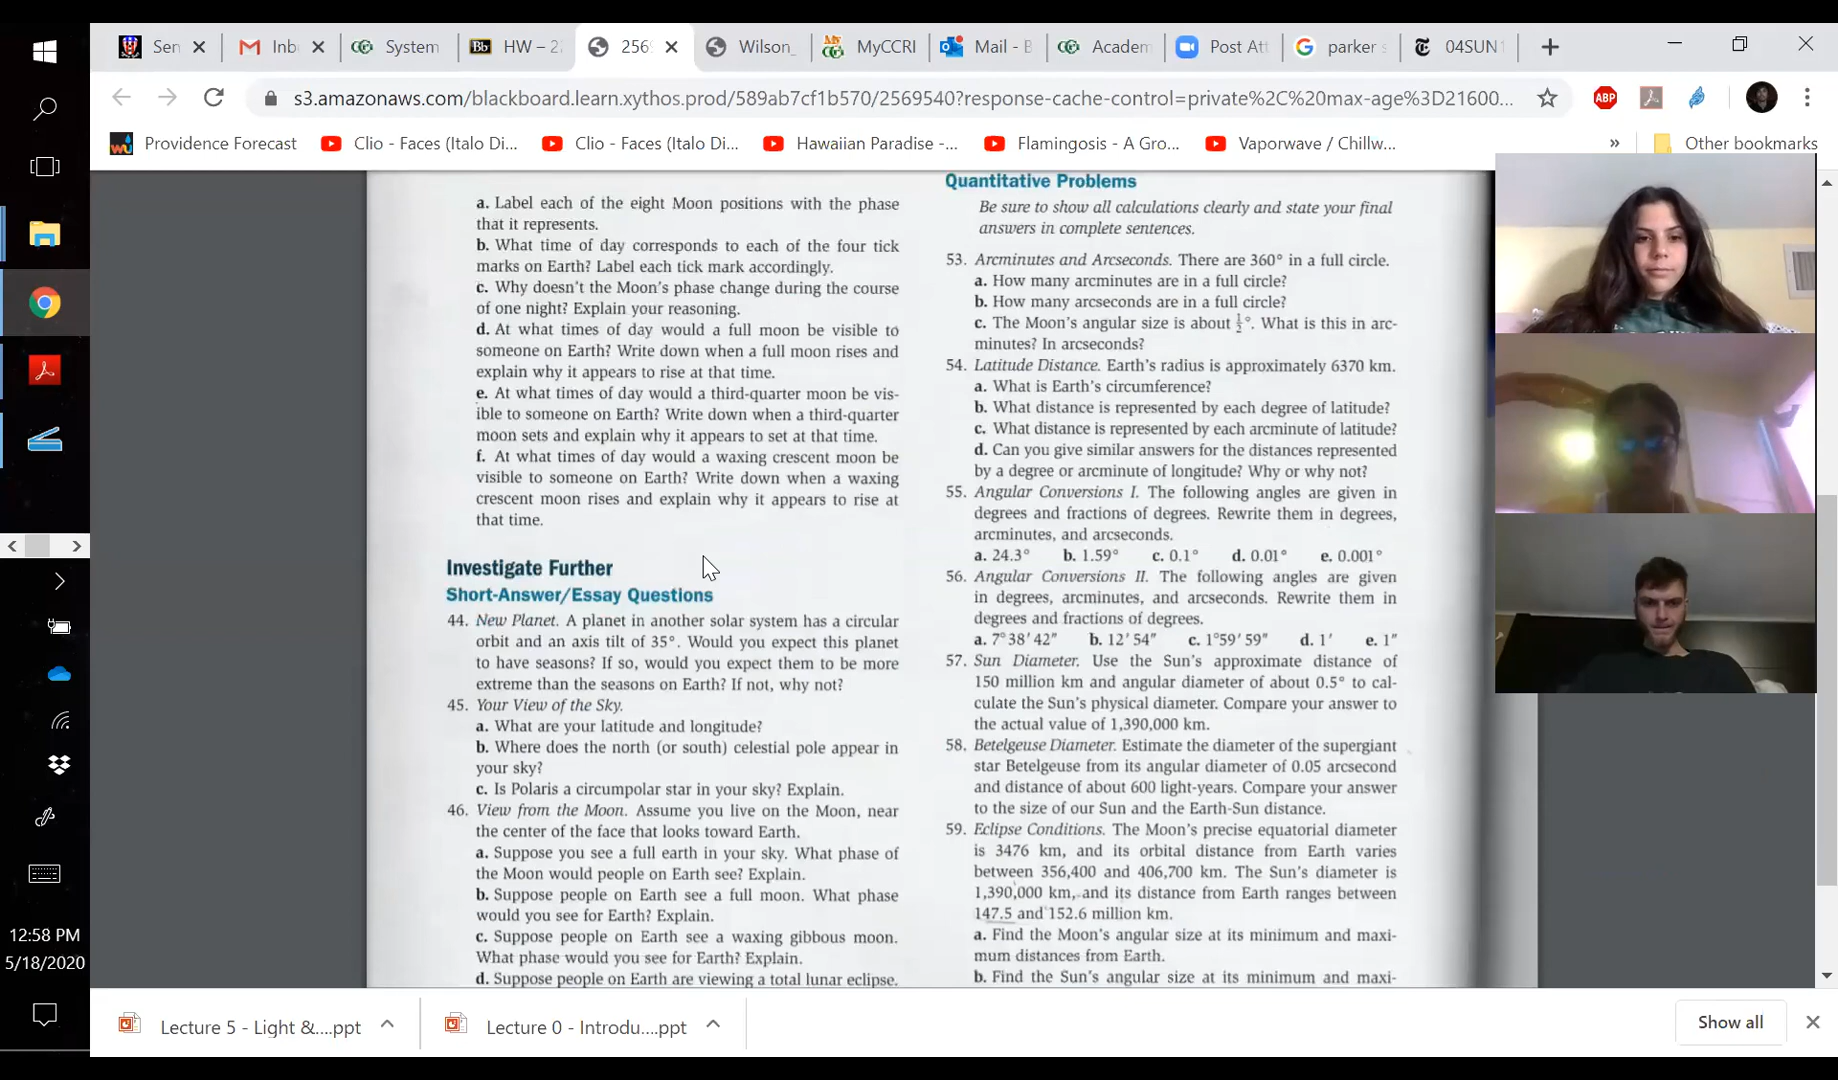 Sen
Inb
System
HW – 2
256
Wilson_
MyCCRI
Mail - B
Academ
Post Att
parker s
04SUN
s3.amazonaws.com/blackboard.learn.xythos.prod/589ab7cf1b570/2569540?response-cache-control=private%2C%20max-age%3D21600...
ABP
Providence Forecast
Clio - Faces (Italo Di...
Clio - Faces (Italo Di...
Hawaiian Paradise -...
Flamingosis - A Gro...
Vaporwave / Chillw...
»
Other bookmarks
a. Label each of the eight Moon positions with the phase
that it represents.
b. What time of day corresponds to each of the four tick
marks on Earth? Label each tick mark accordingly.
c. Why doesn't the Moon's phase change during the course
of one night? Explain your reasoning.
d. At what times of day would a full moon be visible to
someone on Earth? Write down when a full moon rises and
explain why it appears to rise at that time.
e. At what times of day would a third-quarter moon be vis-
ible to someone on Earth? Write down when a third-quarter
moon sets and explain why it appears to set at that time.
f. At what times of day would a waxing crescent moon be
visible to someone on Earth? Write down when a waxing
crescent moon rises and explain why it appears to rise at
that time.
Investigate Further
Short-Answer/Essay Questions
44. New Planet. A planet in another solar system has a circular
orbit and an axis tilt of 35°. Would you expect this planet
to have seasons? If so, would you expect them to be more
extreme than the seasons on Earth? If not, why not?
45. Your View of the Sky.
a. What are your latitude and longitude?
b. Where does the north (or south) celestial pole appear in
your sky?
c. Is Polaris a circumpolar star in your sky? Explain.
46. View from the Moon. Assume you live on the Moon, near
the center of the face that looks toward Earth.
a. Suppose you see a full earth in your sky. What phase of
the Moon would people on Earth see? Explain.
b. Suppose people on Earth see a full moon. What phase
would you see for Earth? Explain.
c. Suppose people on Earth see a waxing gibbous moon.
What phase would you see for Earth? Explain.
d. Suppose people on Earth are viewing a total lunar eclipse.
Quantitative Problems
Be sure to show all calculations clearly and state your final
answers in complete sentences.
53. Arcminutes and Arcseconds. There are 360° in a full circle.
a. How many arcminutes are in a full circle?
b. How many arcseconds are in a full circle?
c. The Moon's angular size is about ½°. What is this in arc-
minutes? In arcseconds?
54. Latitude Distance. Earth's radius is approximately 6370 km.
a. What is Earth's circumference?
b. What distance is represented by each degree of latitude?
c. What distance is represented by each arcminute of latitude?
d. Can you give similar answers for the distances represented
by a degree or arcminute of longitude? Why or why not?
55. Angular Conversions I. The following angles are given in
degrees and fractions of degrees. Rewrite them in degrees,
arcminutes, and arcseconds.
a. 24.3° b. 1.59° c. 0.1° d. 0.01° e. 0.001°
56. Angular Conversions II. The following angles are given
in degrees, arcminutes, and arcseconds. Rewrite them in
degrees and fractions of degrees.
a. 7°38′42″ b. 12′54″ c. 1°59′59″ d. 1′ e. 1″
57. Sun Diameter. Use the Sun's approximate distance of
150 million km and angular diameter of about 0.5° to cal-
culate the Sun's physical diameter. Compare your answer to
the actual value of 1,390,000 km.
58. Betelgeuse Diameter. Estimate the diameter of the supergiant
star Betelgeuse from its angular diameter of 0.05 arcsecond
and distance of about 600 light-years. Compare your answer
to the size of our Sun and the Earth-Sun distance.
59. Eclipse Conditions. The Moon's precise equatorial diameter
is 3476 km, and its orbital distance from Earth varies
between 356,400 and 406,700 km. The Sun's diameter is
1,390,000 km, and its distance from Earth ranges between
147.5 and 152.6 million km.
a. Find the Moon's angular size at its minimum and maxi-
mum distances from Earth.
b. Find the Sun's angular size at its minimum and maxi-
12:58 PM
5/18/2020
Lecture 5 - Light &....ppt
Lecture 0 - Introdu....ppt
Show all